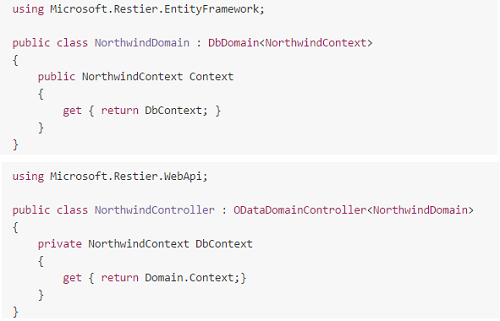 using Microsoft.Restier.EntityFramework;
public class NorthwindDomain : DbDomain<NorthwindContext>
{
    public NorthwindContext Context
    {
        get { return DbContext; }
    }
}
using Microsoft.Restier.WebApi;
public class NorthwindController : ODataDomainController<NorthwindDomain>
{
    private NorthwindContext DbContext
    {
        get { return Domain.Context;}
    }
}